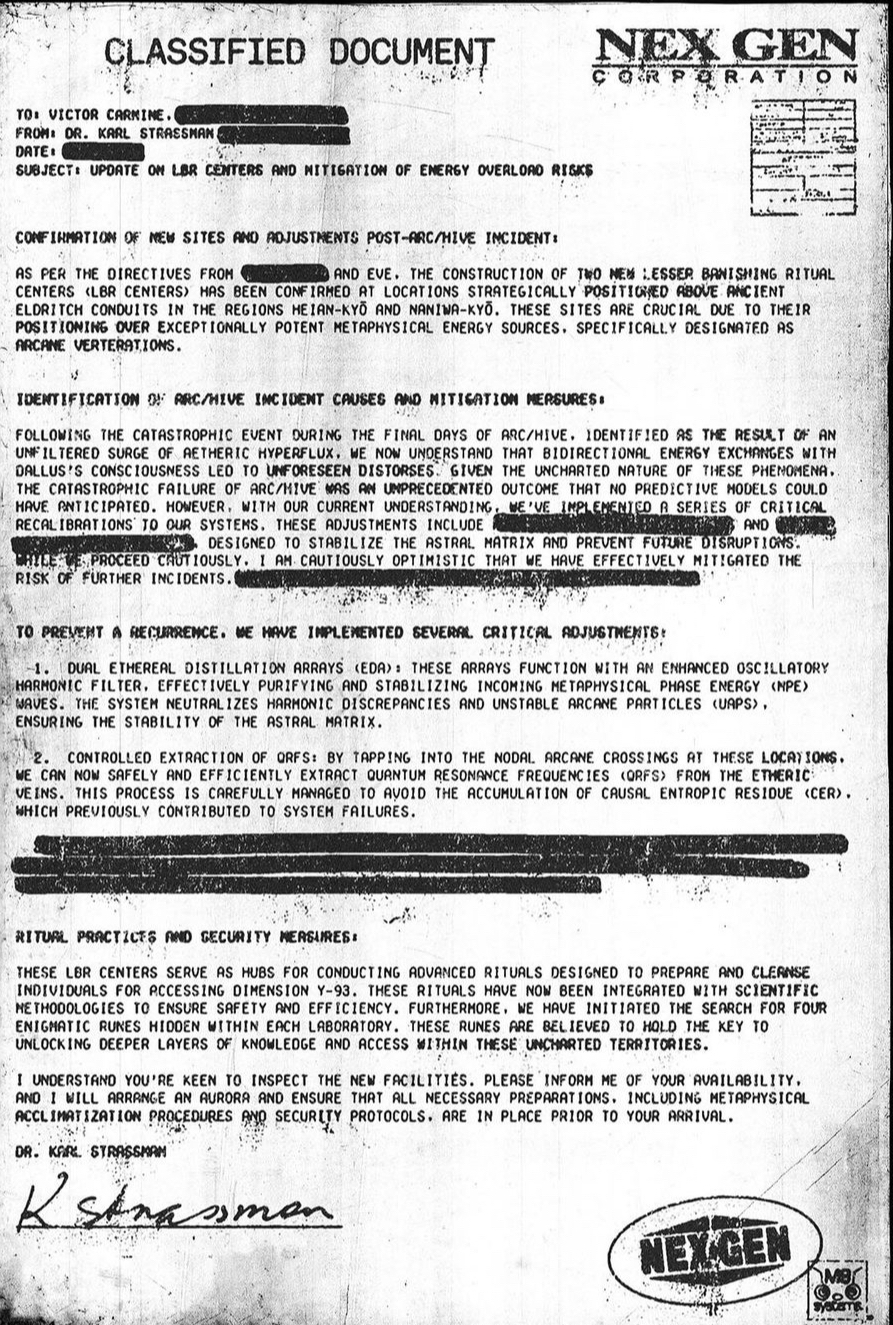 CLASSIFIED DOCUMENT
NEX GEN
CORPORATION
TO: VICTOR CARMINE,
FROM: DR. KARL STRASSMAN
DATE:
SUBJECT: UPDATE ON LBR CENTERS AND MITIGATION OF ENERGY OVERLOAD RISKS
CONFIRMATION OF NEW SITES AND ADJUSTMENTS POST-ARC/HIVE INCIDENT:
AS PER THE DIRECTIVES FROM AND EVE, THE CONSTRUCTION OF TWO NEW LESSER BANISHING RITUAL
CENTERS (LBR CENTERS) HAS BEEN CONFIRMED AT LOCATIONS STRATEGICALLY POSITIONED ABOVE ANCIENT
ELDRITCH CONDUITS IN THE REGIONS HEIAN-KYŌ AND NANIWA-KYŌ. THESE SITES ARE CRUCIAL DUE TO THEIR
POSITIONING OVER EXCEPTIONALLY POTENT METAPHYSICAL ENERGY SOURCES, SPECIFICALLY DESIGNATED AS
ARCANE VERTERATIONS.
IDENTIFICATION OF ARC/HIVE INCIDENT CAUSES AND MITIGATION MEASURES:
FOLLOWING THE CATASTROPHIC EVENT DURING THE FINAL DAYS OF ARC/HIVE, IDENTIFIED AS THE RESULT OF AN
UNFILTERED SURGE OF AETHERIC HYPERFLUX, WE NOW UNDERSTAND THAT BIDIRECTIONAL ENERGY EXCHANGES WITH
DALLUS'S CONSCIOUSNESS LED TO UNFORESEEN DISTORSES. GIVEN THE UNCHARTED NATURE OF THESE PHENOMENA,
THE CATASTROPHIC FAILURE OF ARC/HIVE WAS AN UNPRECEDENTED OUTCOME THAT NO PREDICTIVE MODELS COULD
HAVE ANTICIPATED. HOWEVER, WITH OUR CURRENT UNDERSTANDING, WE'VE IMPLEMENTED A SERIES OF CRITICAL
RECALIBRATIONS TO OUR SYSTEMS. THESE ADJUSTMENTS INCLUDE AND
, DESIGNED TO STABILIZE THE ASTRAL MATRIX AND PREVENT FUTURE DISRUPTIONS.
WHILE WE PROCEED CAUTIOUSLY, I AM CAUTIOUSLY OPTIMISTIC THAT WE HAVE EFFECTIVELY MITIGATED THE
RISK OF FURTHER INCIDENTS.
TO PREVENT A RECURRENCE, WE HAVE IMPLEMENTED SEVERAL CRITICAL ADJUSTMENTS:
1. DUAL ETHEREAL DISTILLATION ARRAYS (EDA): THESE ARRAYS FUNCTION WITH AN ENHANCED OSCILLATORY
HARMONIC FILTER, EFFECTIVELY PURIFYING AND STABILIZING INCOMING METAPHYSICAL PHASE ENERGY (MPE)
WAVES. THE SYSTEM NEUTRALIZES HARMONIC DISCREPANCIES AND UNSTABLE ARCANE PARTICLES (UAPS),
ENSURING THE STABILITY OF THE ASTRAL MATRIX.
2. CONTROLLED EXTRACTION OF QRFS: BY TAPPING INTO THE NODAL ARCANE CROSSINGS AT THESE LOCATIONS,
WE CAN NOW SAFELY AND EFFICIENTLY EXTRACT QUANTUM RESONANCE FREQUENCIES (QRFS) FROM THE ETHERIC
VEINS. THIS PROCESS IS CAREFULLY MANAGED TO AVOID THE ACCUMULATION OF CAUSAL ENTROPIC RESIDUE (CER),
WHICH PREVIOUSLY CONTRIBUTED TO SYSTEM FAILURES.
RITUAL PRACTICES AND SECURITY MEASURES:
THESE LBR CENTERS SERVE AS HUBS FOR CONDUCTING ADVANCED RITUALS DESIGNED TO PREPARE AND CLEANSE
INDIVIDUALS FOR ACCESSING DIMENSION Y-93. THESE RITUALS HAVE NOW BEEN INTEGRATED WITH SCIENTIFIC
METHODOLOGIES TO ENSURE SAFETY AND EFFICIENCY. FURTHERMORE, WE HAVE INITIATED THE SEARCH FOR FOUR
ENIGMATIC RUNES HIDDEN WITHIN EACH LABORATORY. THESE RUNES ARE BELIEVED TO HOLD THE KEY TO
UNLOCKING DEEPER LAYERS OF KNOWLEDGE AND ACCESS WITHIN THESE UNCHARTED TERRITORIES.
I UNDERSTAND YOU'RE KEEN TO INSPECT THE NEW FACILITIES. PLEASE INFORM ME OF YOUR AVAILABILITY,
AND I WILL ARRANGE AN AURORA AND ENSURE THAT ALL NECESSARY PREPARATIONS, INCLUDING METAPHYSICAL
ACCLIMATIZATION PROCEDURES AND SECURITY PROTOCOLS, ARE IN PLACE PRIOR TO YOUR ARRIVAL.
DR. KARL STRASSMAN
K Strassman
NEX-GEN
MB
systems